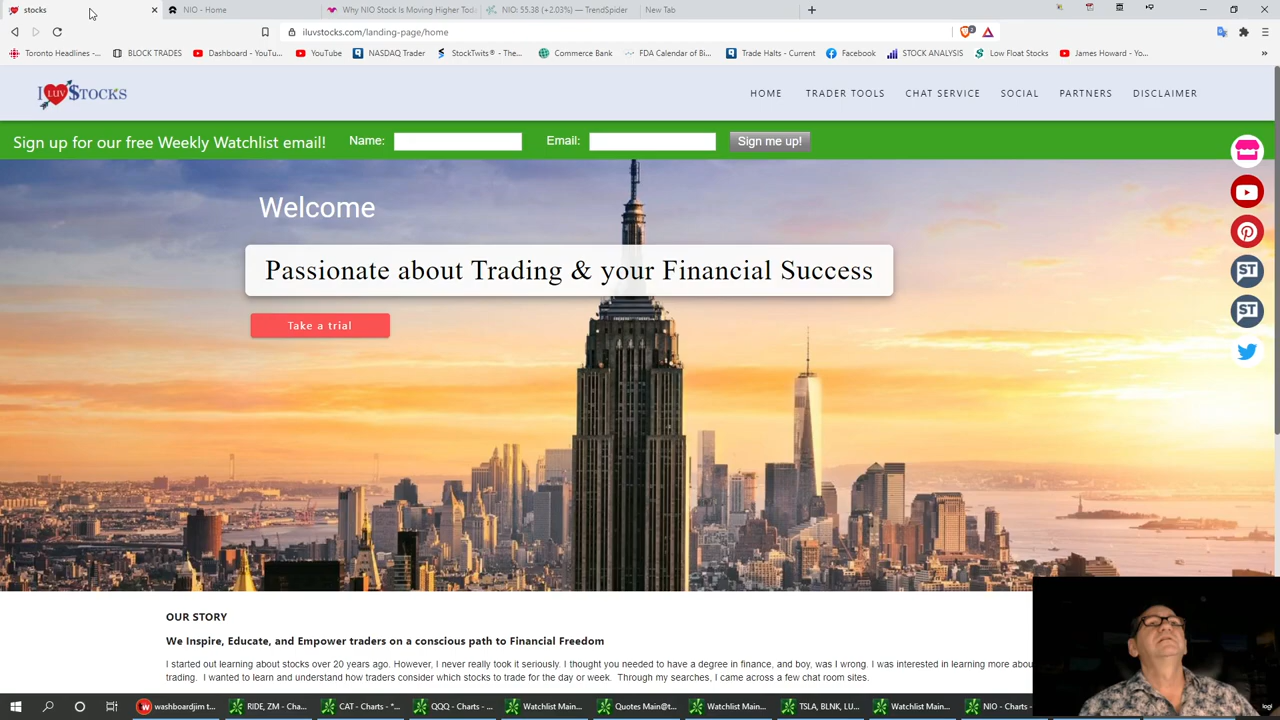 stocks
NIO - Home
Why NIO Stock Is Moving Higher Toda
NIO: 55.38 (+2.03%) — TrendSpider
New Tab
iluvstocks.com/landing-page/home
Toronto Headlines -...
BLOCK TRADES
Dashboard - YouTu...
YouTube
NASDAQ Trader
StockTwits® - The...
Commerce Bank
FDA Calendar of Bi...
Trade Halts - Current
Facebook
STOCK ANALYSIS
Low Float Stocks
James Howard - Yo...
I LUV $TOCKS
HOME
TRADER TOOLS
CHAT SERVICE
SOCIAL
PARTNERS
DISCLAIMER
Sign up for our free Weekly Watchlist email!
Name:
Email:
Sign me up!
Welcome
Passionate about Trading & your Financial Success
Take a trial
ST
ST
OUR STORY
We Inspire, Educate, and Empower traders on a conscious path to Financial Freedom
I started out learning about stocks over 20 years ago. However, I never really took it seriously. I thought you needed to have a degree in finance, and boy, was I wrong. I was interested in learning more abou
trading. I wanted to learn and understand how traders consider which stocks to trade for the day or week. Through my searches, I came across a few chat room sites.
washboardjim t...
RIDE, ZM - Cha...
CAT - Charts - "...
QQQ - Charts - ...
Watchlist Main...
Quotes Main@t...
Watchlist Main...
TSLA, BLNK, LU...
Watchlist Main...
NIO - Charts - ...
logi